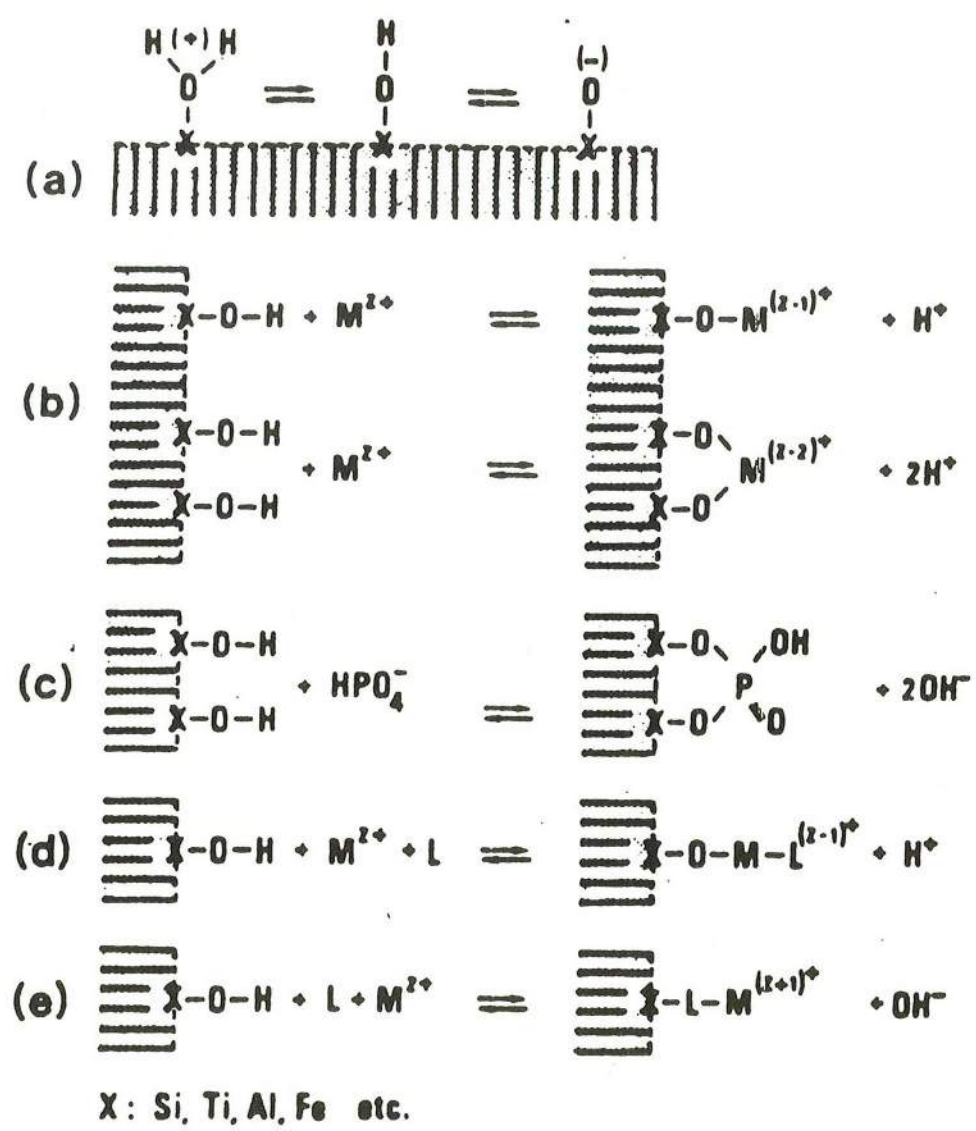 H (+) H H (-)
O ⇌ O ⇌ O
X X X
(a)
X-O-H + M^z+ ⇌ X-O-M^(z-1)+ + H^+
(b)
X-O-H X-O
+ M^z+ ⇌ M^(z-2)+ + 2H^+
X-O-H X-O
X-O-H X-O OH
(c) + HPO₄^- ⇌ P + 2OH^-
X-O-H X-O O
(d) X-O-H + M^z+ + L ⇌ X-O-M-L^(z-1)+ + H^+
(e) X-O-H + L + M^z+ ⇌ X-L-M^(z+1)+ + OH^-
X: Si, Ti, Al, Fe etc.